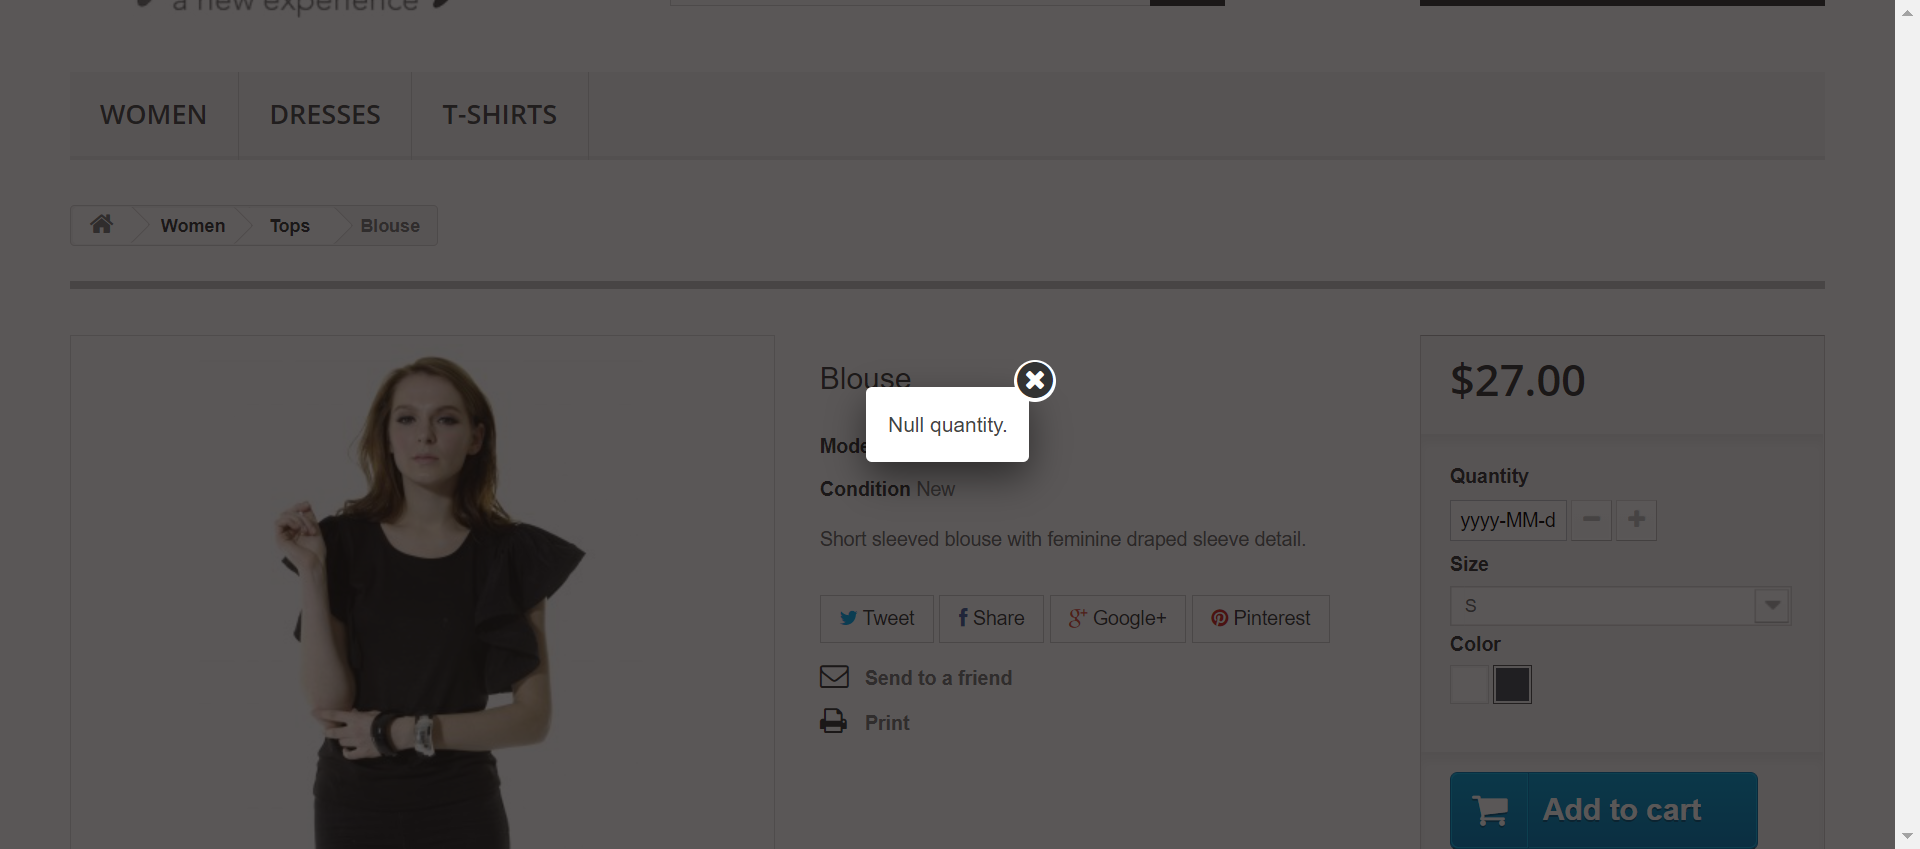 a new experience
WOMEN DRESSES T-SHIRTS
Women Tops Blouse
Blouse
$27.00
Null quantity.
Mode
Condition New
Short sleeved blouse with feminine draped sleeve detail.
Tweet Share Google+ Pinterest
Send to a friend
Print
Quantity
yyyy-MM-d
Size
S
Color
Add to cart